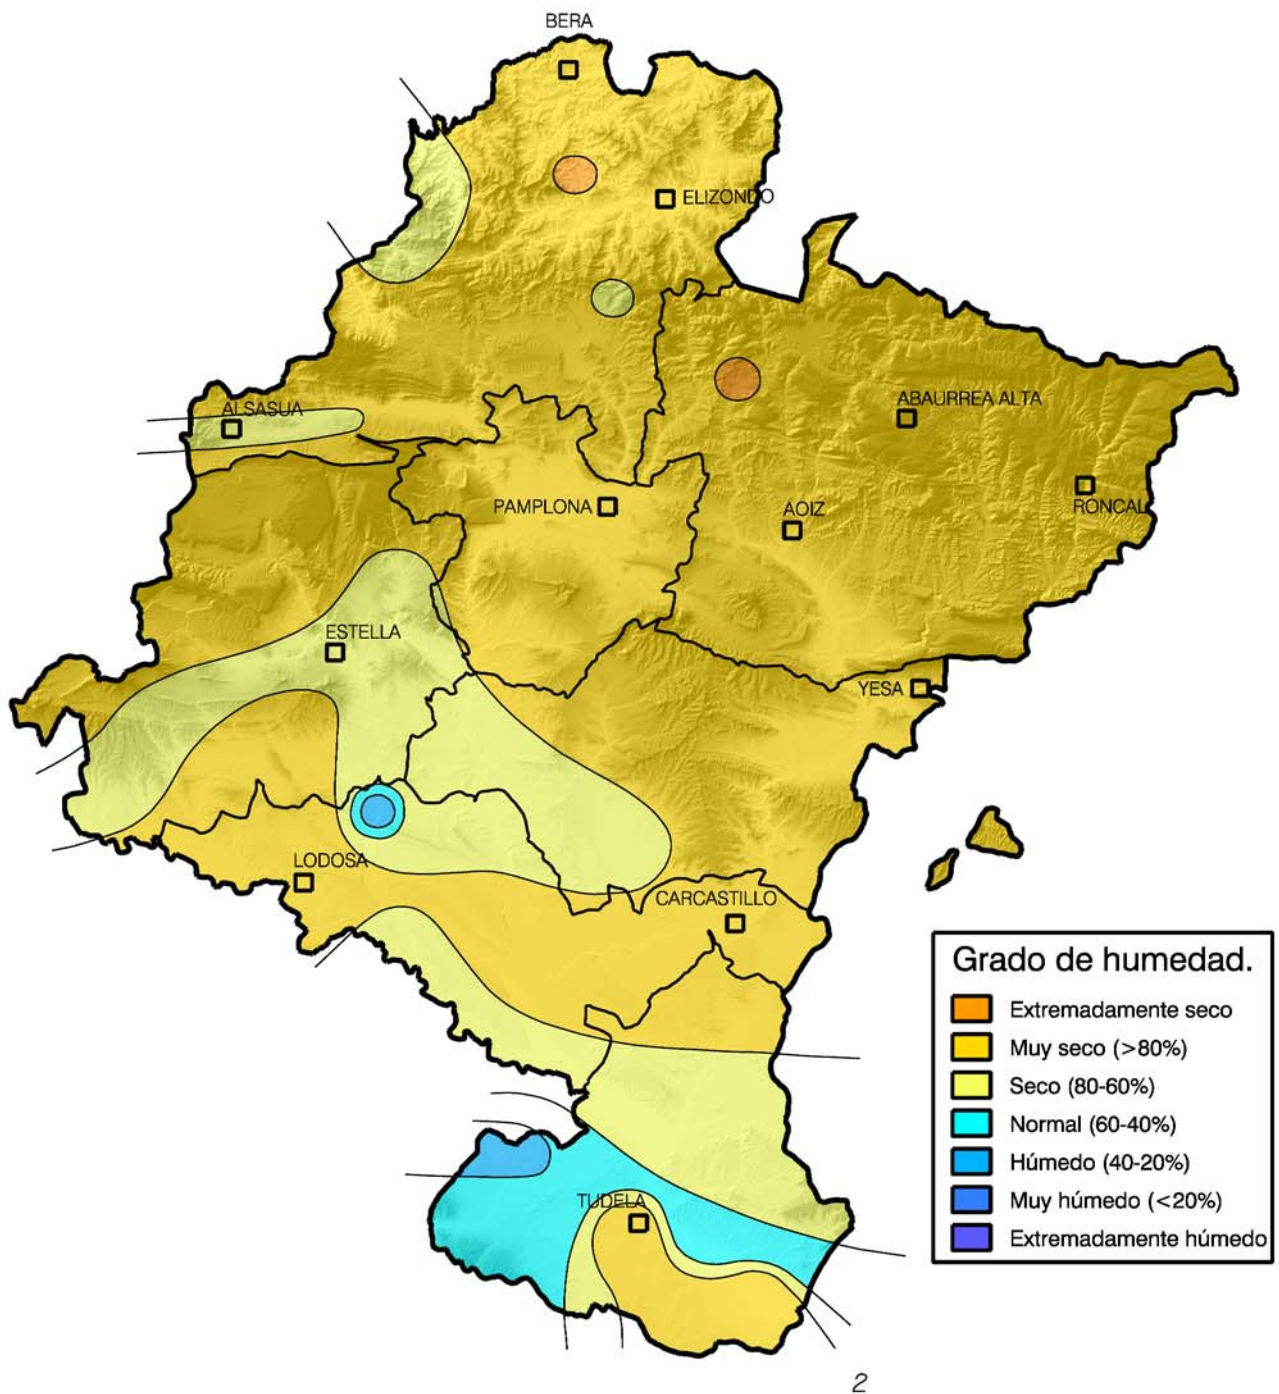 BERA
ELIZONDO
ALSASUA
ABAURREA ALTA
PAMPLONA
AOIZ
RONCAL
ESTELLA
YESA
LODOSA
CARCASTILLO
TUDELA
Grado de humedad.
Extremadamente seco
Muy seco (>80%)
Seco (80-60%)
Normal (60-40%)
Húmedo (40-20%)
Muy húmedo (<20%)
Extremadamente húmedo
2